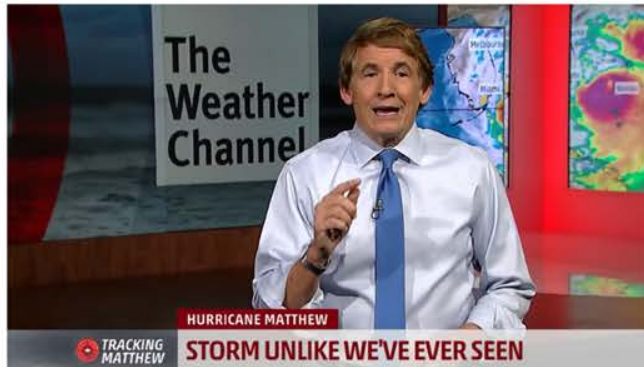 The
Weather
Channel
Melbourne
Miami
HURRICANE MATTHEW
TRACKING
MATTHEW
STORM UNLIKE WE'VE EVER SEEN